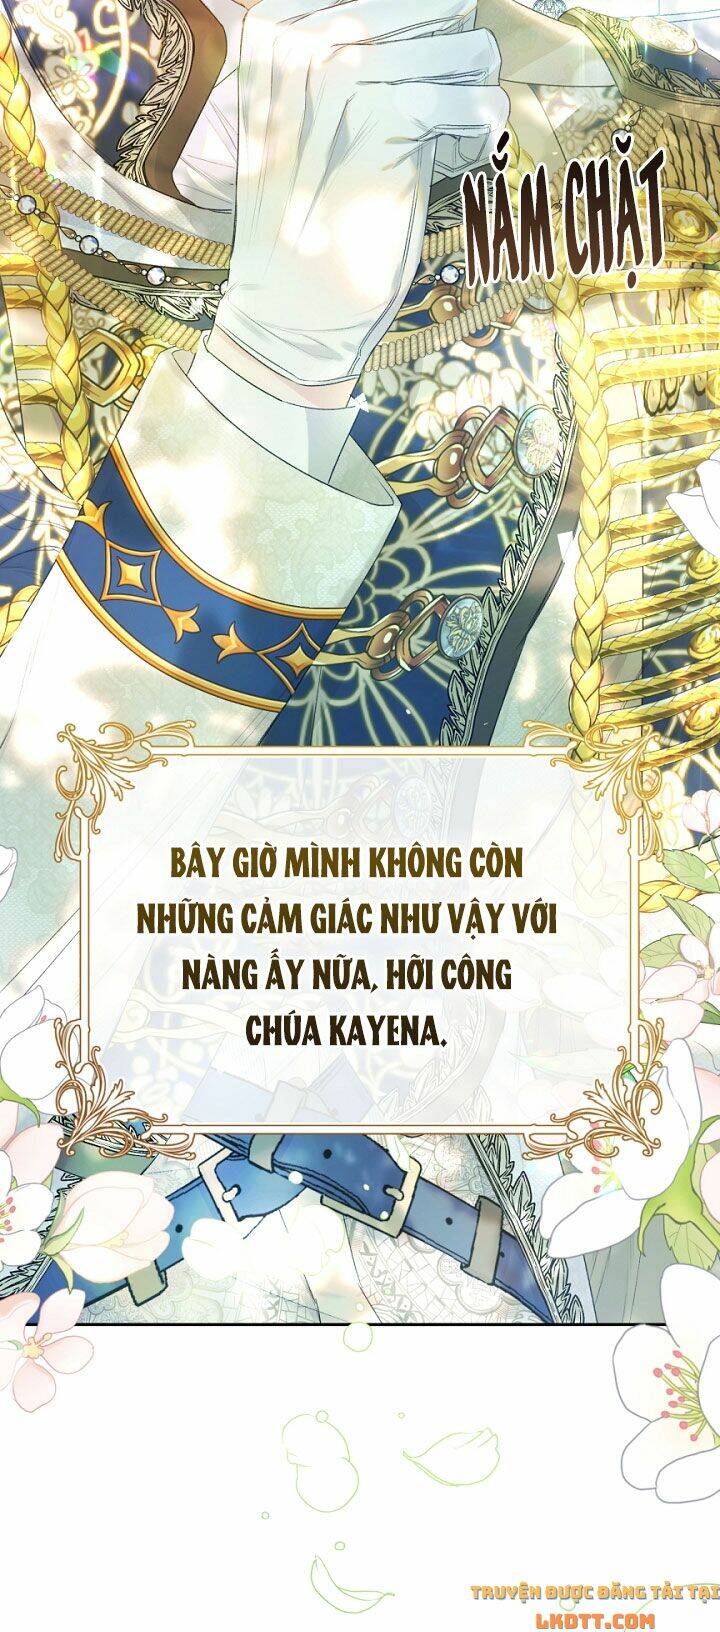 NẮM CHẶT
BÂY GIỜ MÌNH KHÔNG CÒN
NHỮNG CẢM GIÁC NHƯ VẬY VỚI
NÀNG ẤY NỮA, HỠI CÔNG
CHÚA KAYENA.
TRUYỆN ĐƯỢC ĐĂNG TẢI TẠI
LKDTT.COM